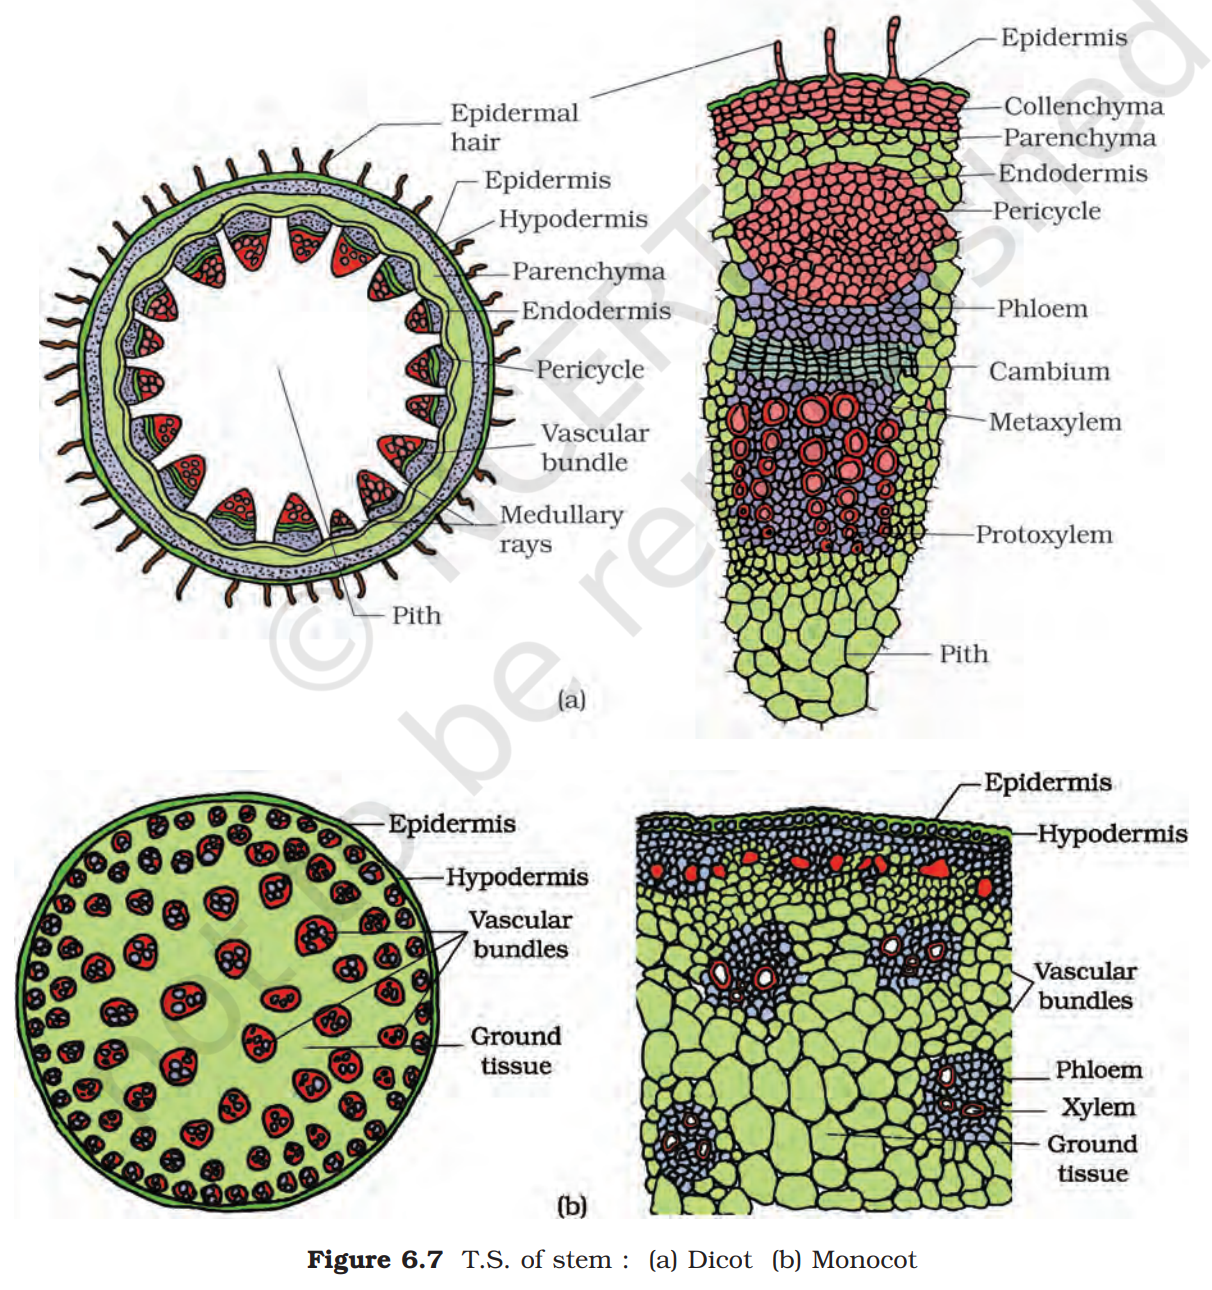 Epidermis
Epidermal
hair
Collenchyma
Parenchyma
Endodermis
Pericycle
Epidermis
Hypodermis
Parenchyma
Endodermis
Phloem
Pericycle
Cambium
Metaxylem
Vascular
bundle
Medullary
rays
Protoxylem
Pith
Pith
(a)
Epidermis
Hypodermis
Vascular
bundles
Ground
tissue
Epidermis
Hypodermis
Vascular
bundles
Phloem
Xylem
Ground
tissue
(b)
Figure 6.7 T.S. of stem : (a) Dicot (b) Monocot
© NCERT
not to be republished